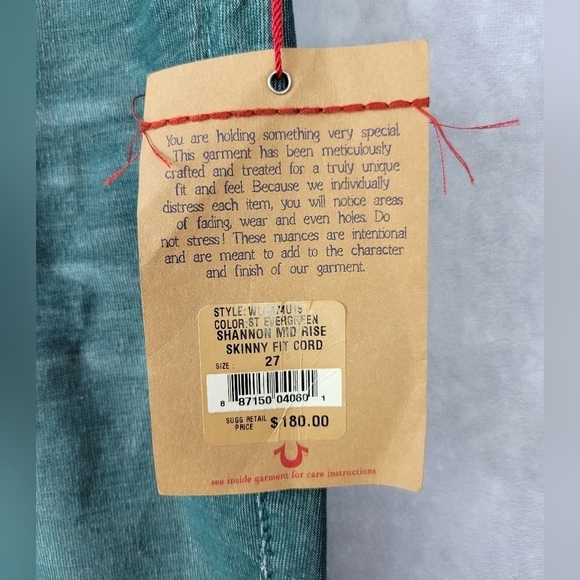 You are holding something very special.
This garment has been meticulously
crafted and treated for a truly unique
fit and feel. Because we individually
distress each item, you will notice areas
of fading, wear and even holes. Do
not stress! These nuances are intentional
and are meant to add to the character
and finish of our garment.
STYLE:
COLOR:ST EVERGREEN
SHANNON MID RISE
SKINNY FIT CORD
SIZE : 27
8 87150 04060 1
SUGG RETAIL
PRICE $180.00
see inside garment for care instructions